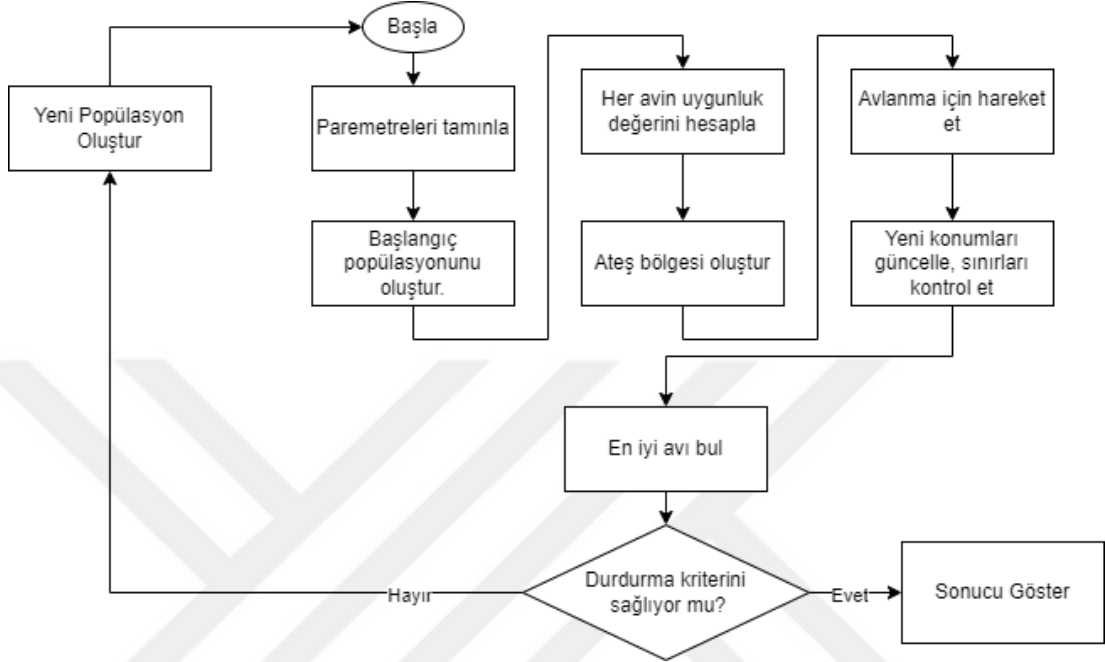 Başla
Yeni Popülasyon
Oluştur
Paremetreleri tamınla
Başlangıç
popülasyonunu
oluştur.
Her avin uygunluk
değerini hesapla
Ateş bölgesi oluştur
Avlanma için hareket
et
Yeni konumları
güncelle, sınırları
kontrol et
En iyi avı bul
Durdurma kriterini
sağlıyor mu?
Hayır
Evet
Sonucu Göster